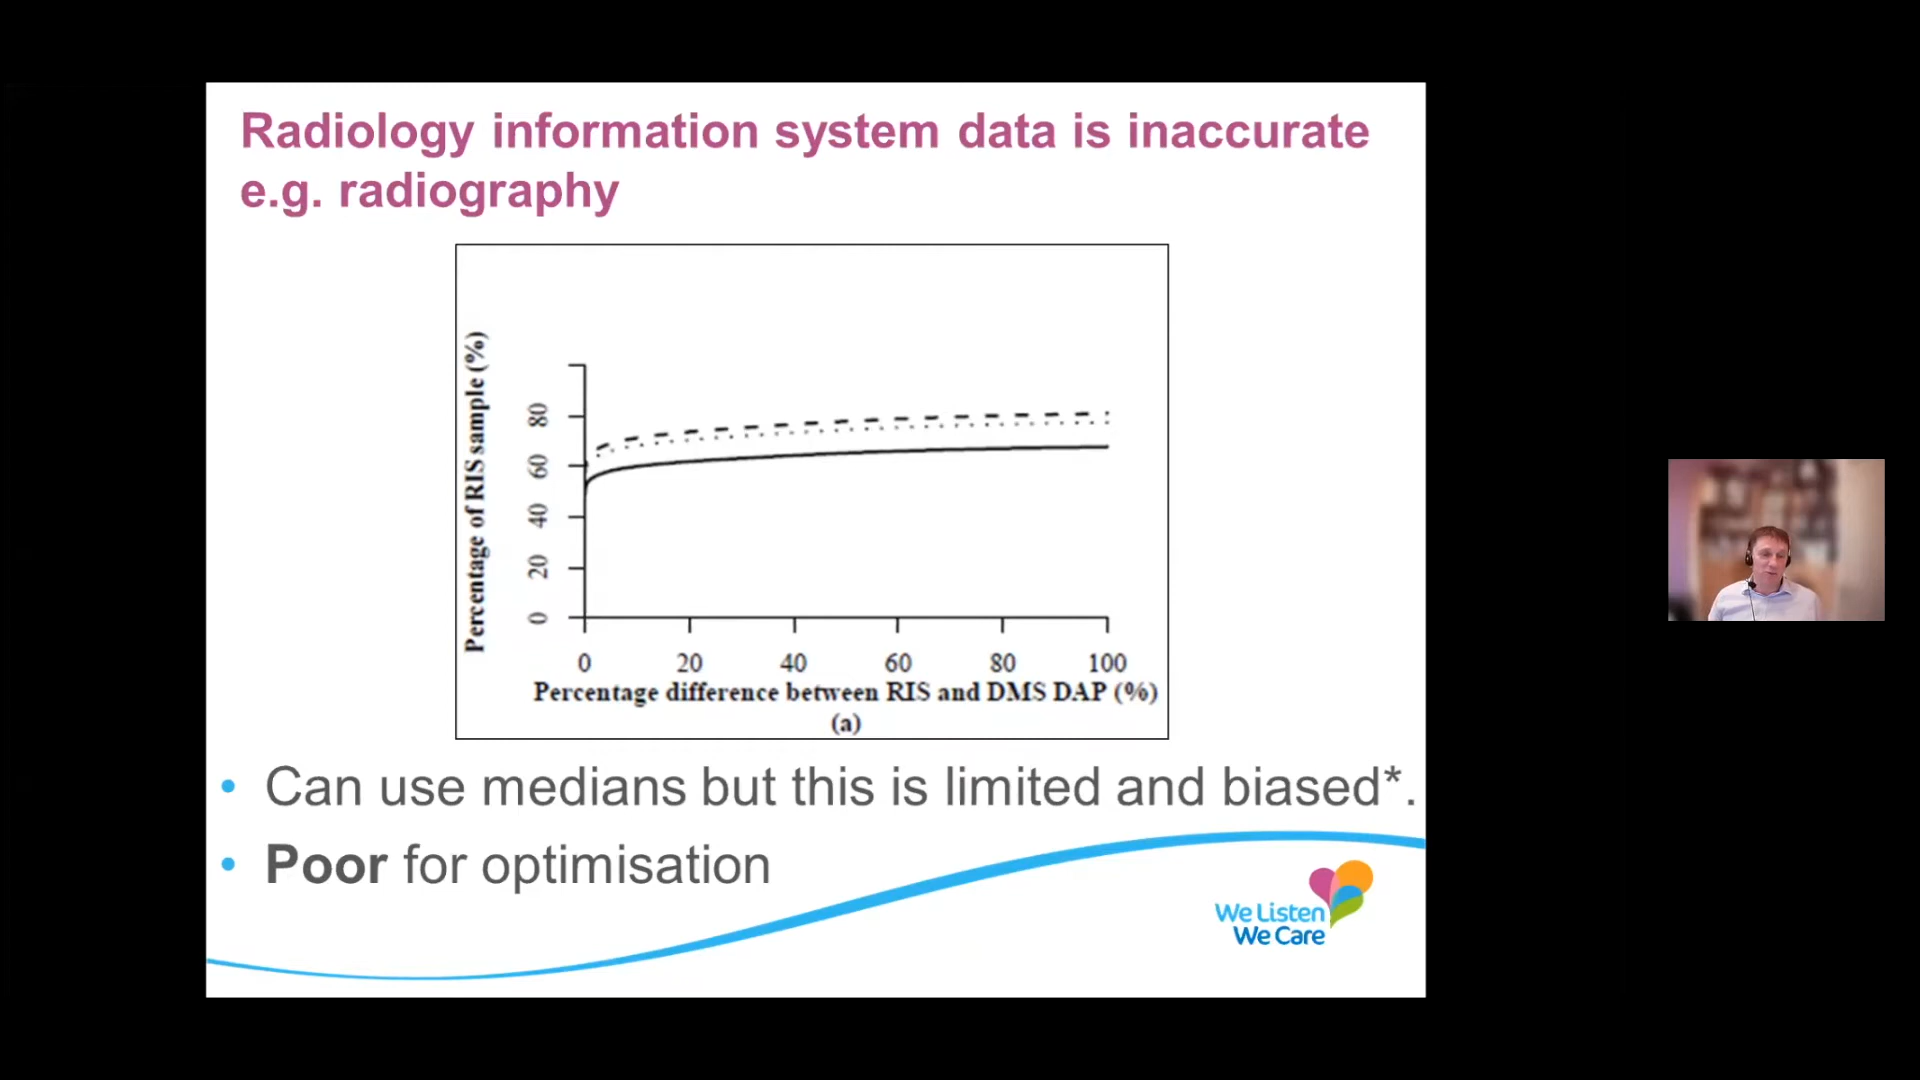 Radiology information system data is inaccurate
e.g. radiography
Percentage of RIS sample (%)
80
60
40
20
0
0 20 40 60 80 100
Percentage difference between RIS and DMS DAP (%)
(a)
• Can use medians but this is limited and biased*.
• Poor for optimisation
We Listen
We Care